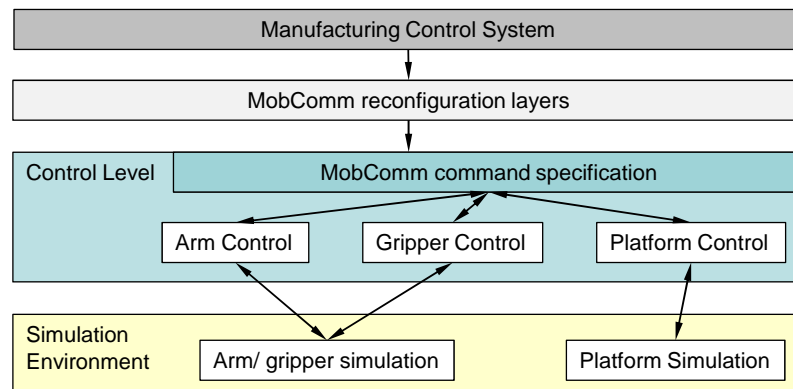 Manufacturing Control System
MobComm reconfiguration layers
Control Level
MobComm command specification
Arm Control
Gripper Control
Platform Control
Simulation
Environment
Arm/ gripper simulation
Platform Simulation